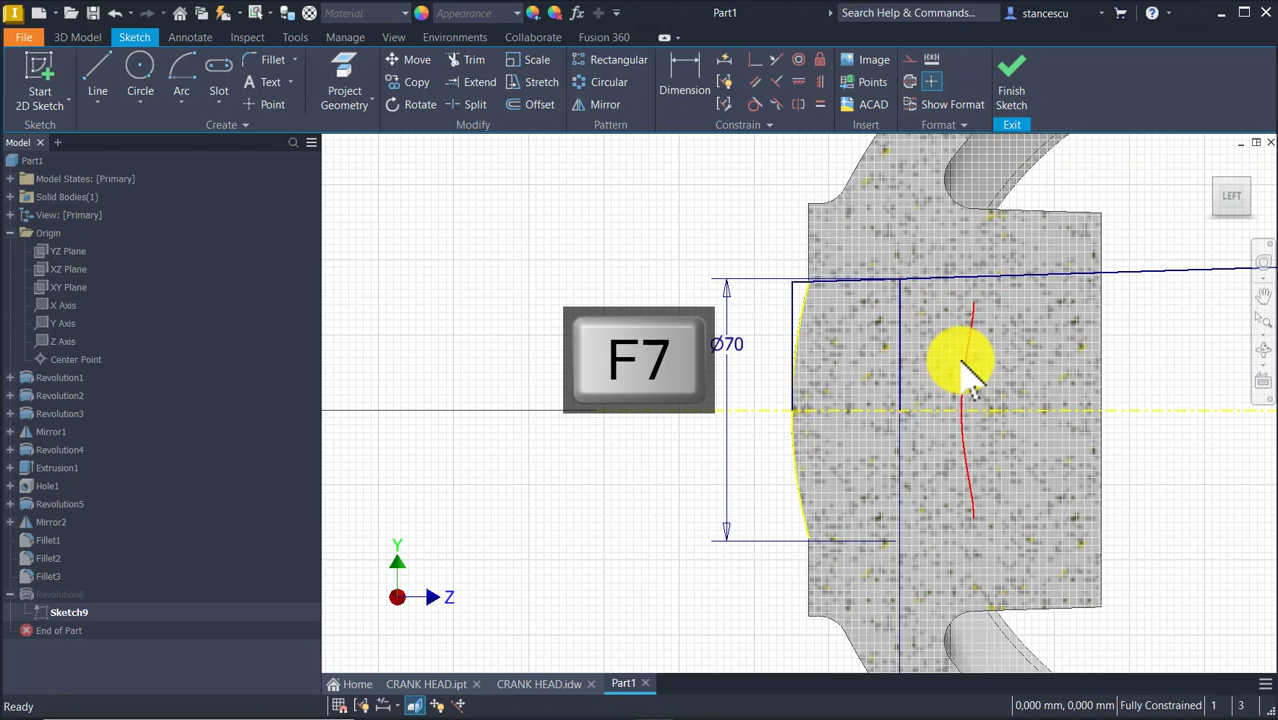 Material
Appearance
Part1
Search Help & Commands...
stancescu
File
3D Model
Sketch
Annotate
Inspect
Tools
Manage
View
Environments
Collaborate
Fusion 360
Start
2D Sketch
Line
Circle
Arc
Slot
Fillet
Text
Point
Project
Geometry
Move
Copy
Rotate
Trim
Extend
Split
Scale
Stretch
Offset
Rectangular
Circular
Mirror
Dimension
Image
Points
ACAD
Show Format
Finish
Sketch
Sketch
Create
Modify
Pattern
Constrain
Insert
Format
Exit
Model
Part1
Model States: [Primary]
Solid Bodies(1)
View: [Primary]
Origin
YZ Plane
XZ Plane
XY Plane
X Axis
Y Axis
Z Axis
Center Point
Revolution1
Revolution2
Revolution3
Mirror1
Revolution4
Extrusion1
Hole1
Revolution5
Mirror2
Fillet1
Fillet2
Fillet3
Revolution6
Sketch9
End of Part
LEFT
F7
Ø70
Y
Z
Home
CRANK HEAD.ipt
CRANK HEAD.idw
Part1
Ready
0,000 mm, 0,000 mm
Fully Constrained
1
3